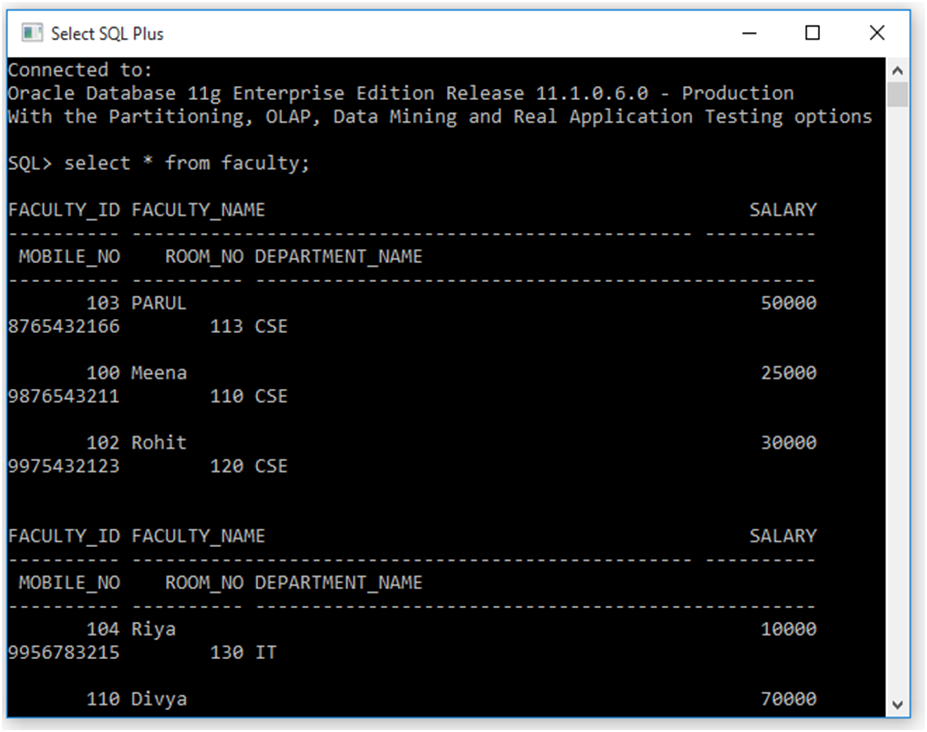 Select SQL Plus
Connected to:
Oracle Database 11g Enterprise Edition Release 11.1.0.6.0 - Production
With the Partitioning, OLAP, Data Mining and Real Application Testing options
SQL> select * from faculty;
FACULTY_ID FACULTY_NAME                                           SALARY
---------- -------------------------------------------------- ----------
 MOBILE_NO    ROOM_NO DEPARTMENT_NAME
---------- ---------- --------------------------------------------------
       103 PARUL                                                   50000
8765432166        113 CSE
       100 Meena                                                   25000
9876543211        110 CSE
       102 Rohit                                                   30000
9975432123        120 CSE
FACULTY_ID FACULTY_NAME                                           SALARY
---------- -------------------------------------------------- ----------
 MOBILE_NO    ROOM_NO DEPARTMENT_NAME
---------- ---------- --------------------------------------------------
       104 Riya                                                    10000
9956783215        130 IT
       110 Divya                                                   70000